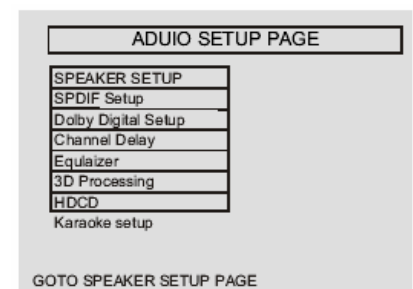 ADUIO SETUP PAGE
SPEAKER SETUP
SPDIF Setup
Dolby Digital Setup
Channel Delay
Equlaizer
3D Processing
HDCD
Karaoke setup
GOTO SPEAKER SETUP PAGE